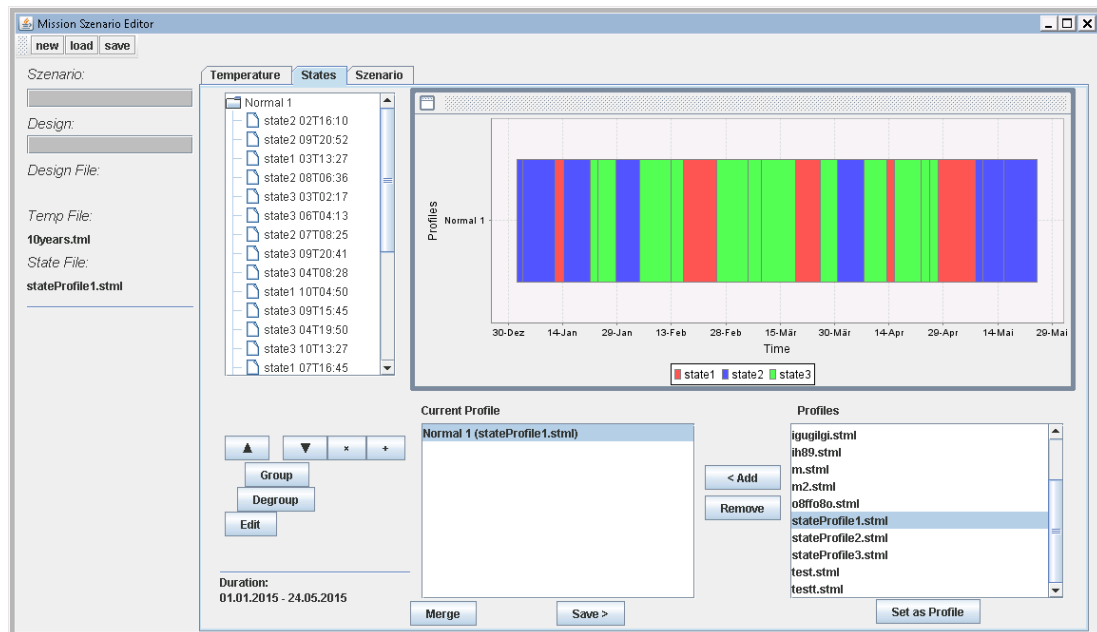 Mission Szenario Editor
new load save
Szenario:
Design:
Design File:
Temp File:
10years.tml
State File:
stateProfile1.stml
Temperature States Szenario
Normal 1
state2 02T16:10
state2 09T20:52
state1 03T13:27
state2 08T06:36
state3 03T02:17
state3 06T04:13
state2 07T08:25
state3 09T20:41
state3 04T08:28
state1 10T04:50
state3 09T15:45
state3 04T19:50
state3 10T13:27
state1 07T16:45
Profiles
Normal 1
30-Dez 14-Jan 29-Jan 13-Feb 28-Feb 15-Mär 30-Mär 14-Apr 29-Apr 14-Mai 29-Mai
Time
state1 state2 state3
Group
Degroup
Edit
Duration:
01.01.2015 - 24.05.2015
Current Profile
Normal 1 (stateProfile1.stml)
Merge Save >
< Add
Remove
Profiles
igugilgi.stml
ih89.stml
m.stml
m2.stml
o8ffo8o.stml
stateProfile1.stml
stateProfile2.stml
stateProfile3.stml
test.stml
testt.stml
Set as Profile